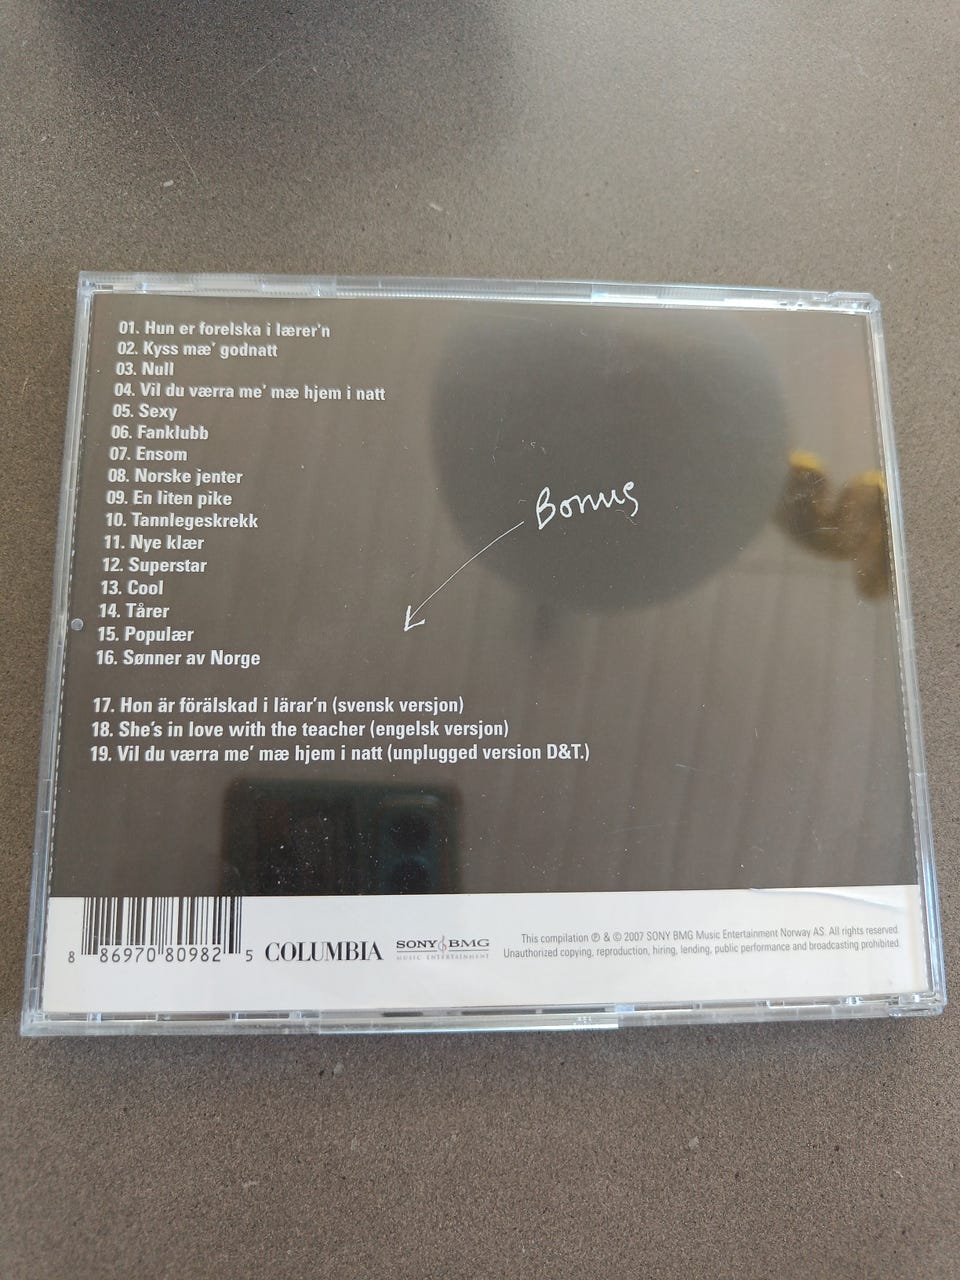 01. Hun er forelska i lærer'n
02. Kyss mæ' godnatt
03. Null
04. Vil du værra me' mæ hjem i natt
05. Sexy
06. Fanklubb
07. Ensom
08. Norske jenter
09. En liten pike
10. Tannlegeskrekk
11. Nye klær
12. Superstar
13. Cool
14. Tårer
15. Populær
16. Sønner av Norge
Bonus
17. Hon är förälskad i lärar'n (svensk versjon)
18. She's in love with the teacher (engelsk versjon)
19. Vil du værra me' mæ hjem i natt (unplugged version D&T.)
8 86970 80982 5
COLUMBIA
SONY BMG
MUSIC ENTERTAINMENT
This compilation ℗ & © 2007 SONY BMG Music Entertainment Norway AS. All rights reserved.
Unauthorized copying, reproduction, hiring, lending, public performance and broadcasting prohibited.